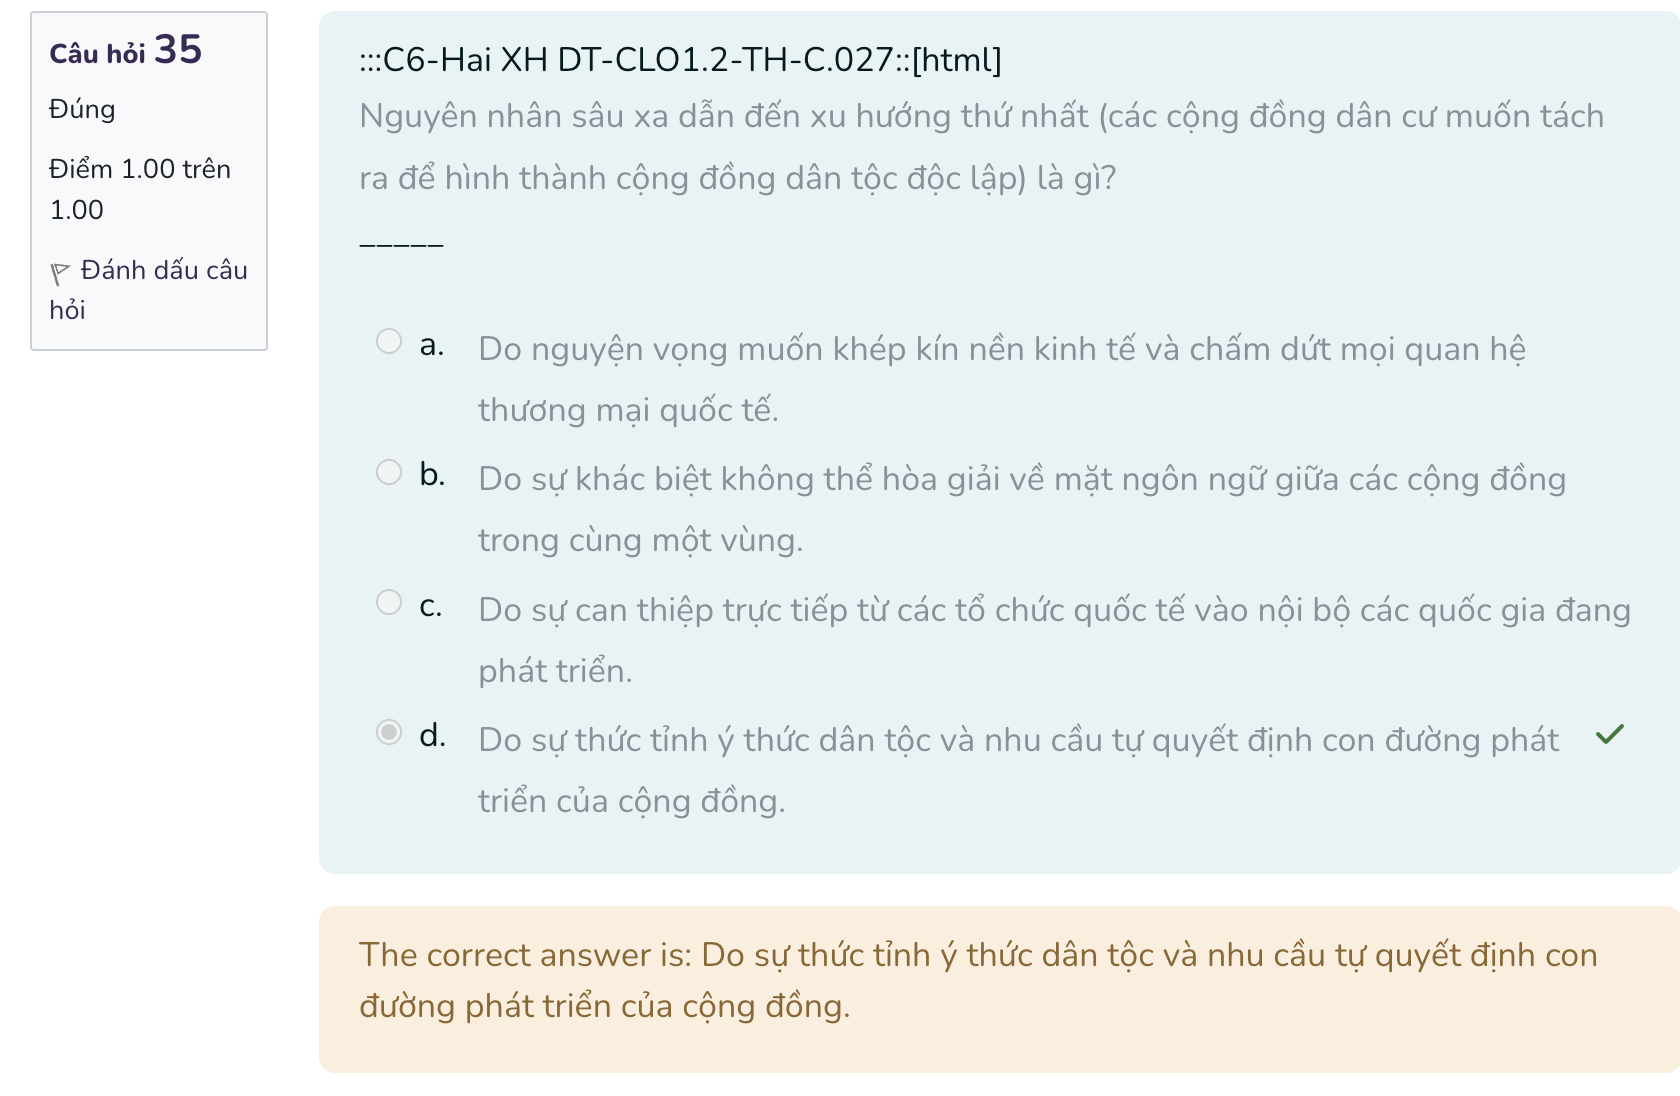 Câu hỏi 35
Đúng
Điểm 1.00 trên
1.00
Đánh dấu câu
hỏi
:::C6-Hai XH DT-CLO1.2-TH-C.027::[html]
Nguyên nhân sâu xa dẫn đến xu hướng thứ nhất (các cộng đồng dân cư muốn tách
ra để hình thành cộng đồng dân tộc độc lập) là gì?
_____
a. Do nguyện vọng muốn khép kín nền kinh tế và chấm dứt mọi quan hệ
thương mại quốc tế.
b. Do sự khác biệt không thể hòa giải về mặt ngôn ngữ giữa các cộng đồng
trong cùng một vùng.
c. Do sự can thiệp trực tiếp từ các tổ chức quốc tế vào nội bộ các quốc gia đang
phát triển.
d. Do sự thức tỉnh ý thức dân tộc và nhu cầu tự quyết định con đường phát
triển của cộng đồng.
The correct answer is: Do sự thức tỉnh ý thức dân tộc và nhu cầu tự quyết định con
đường phát triển của cộng đồng.